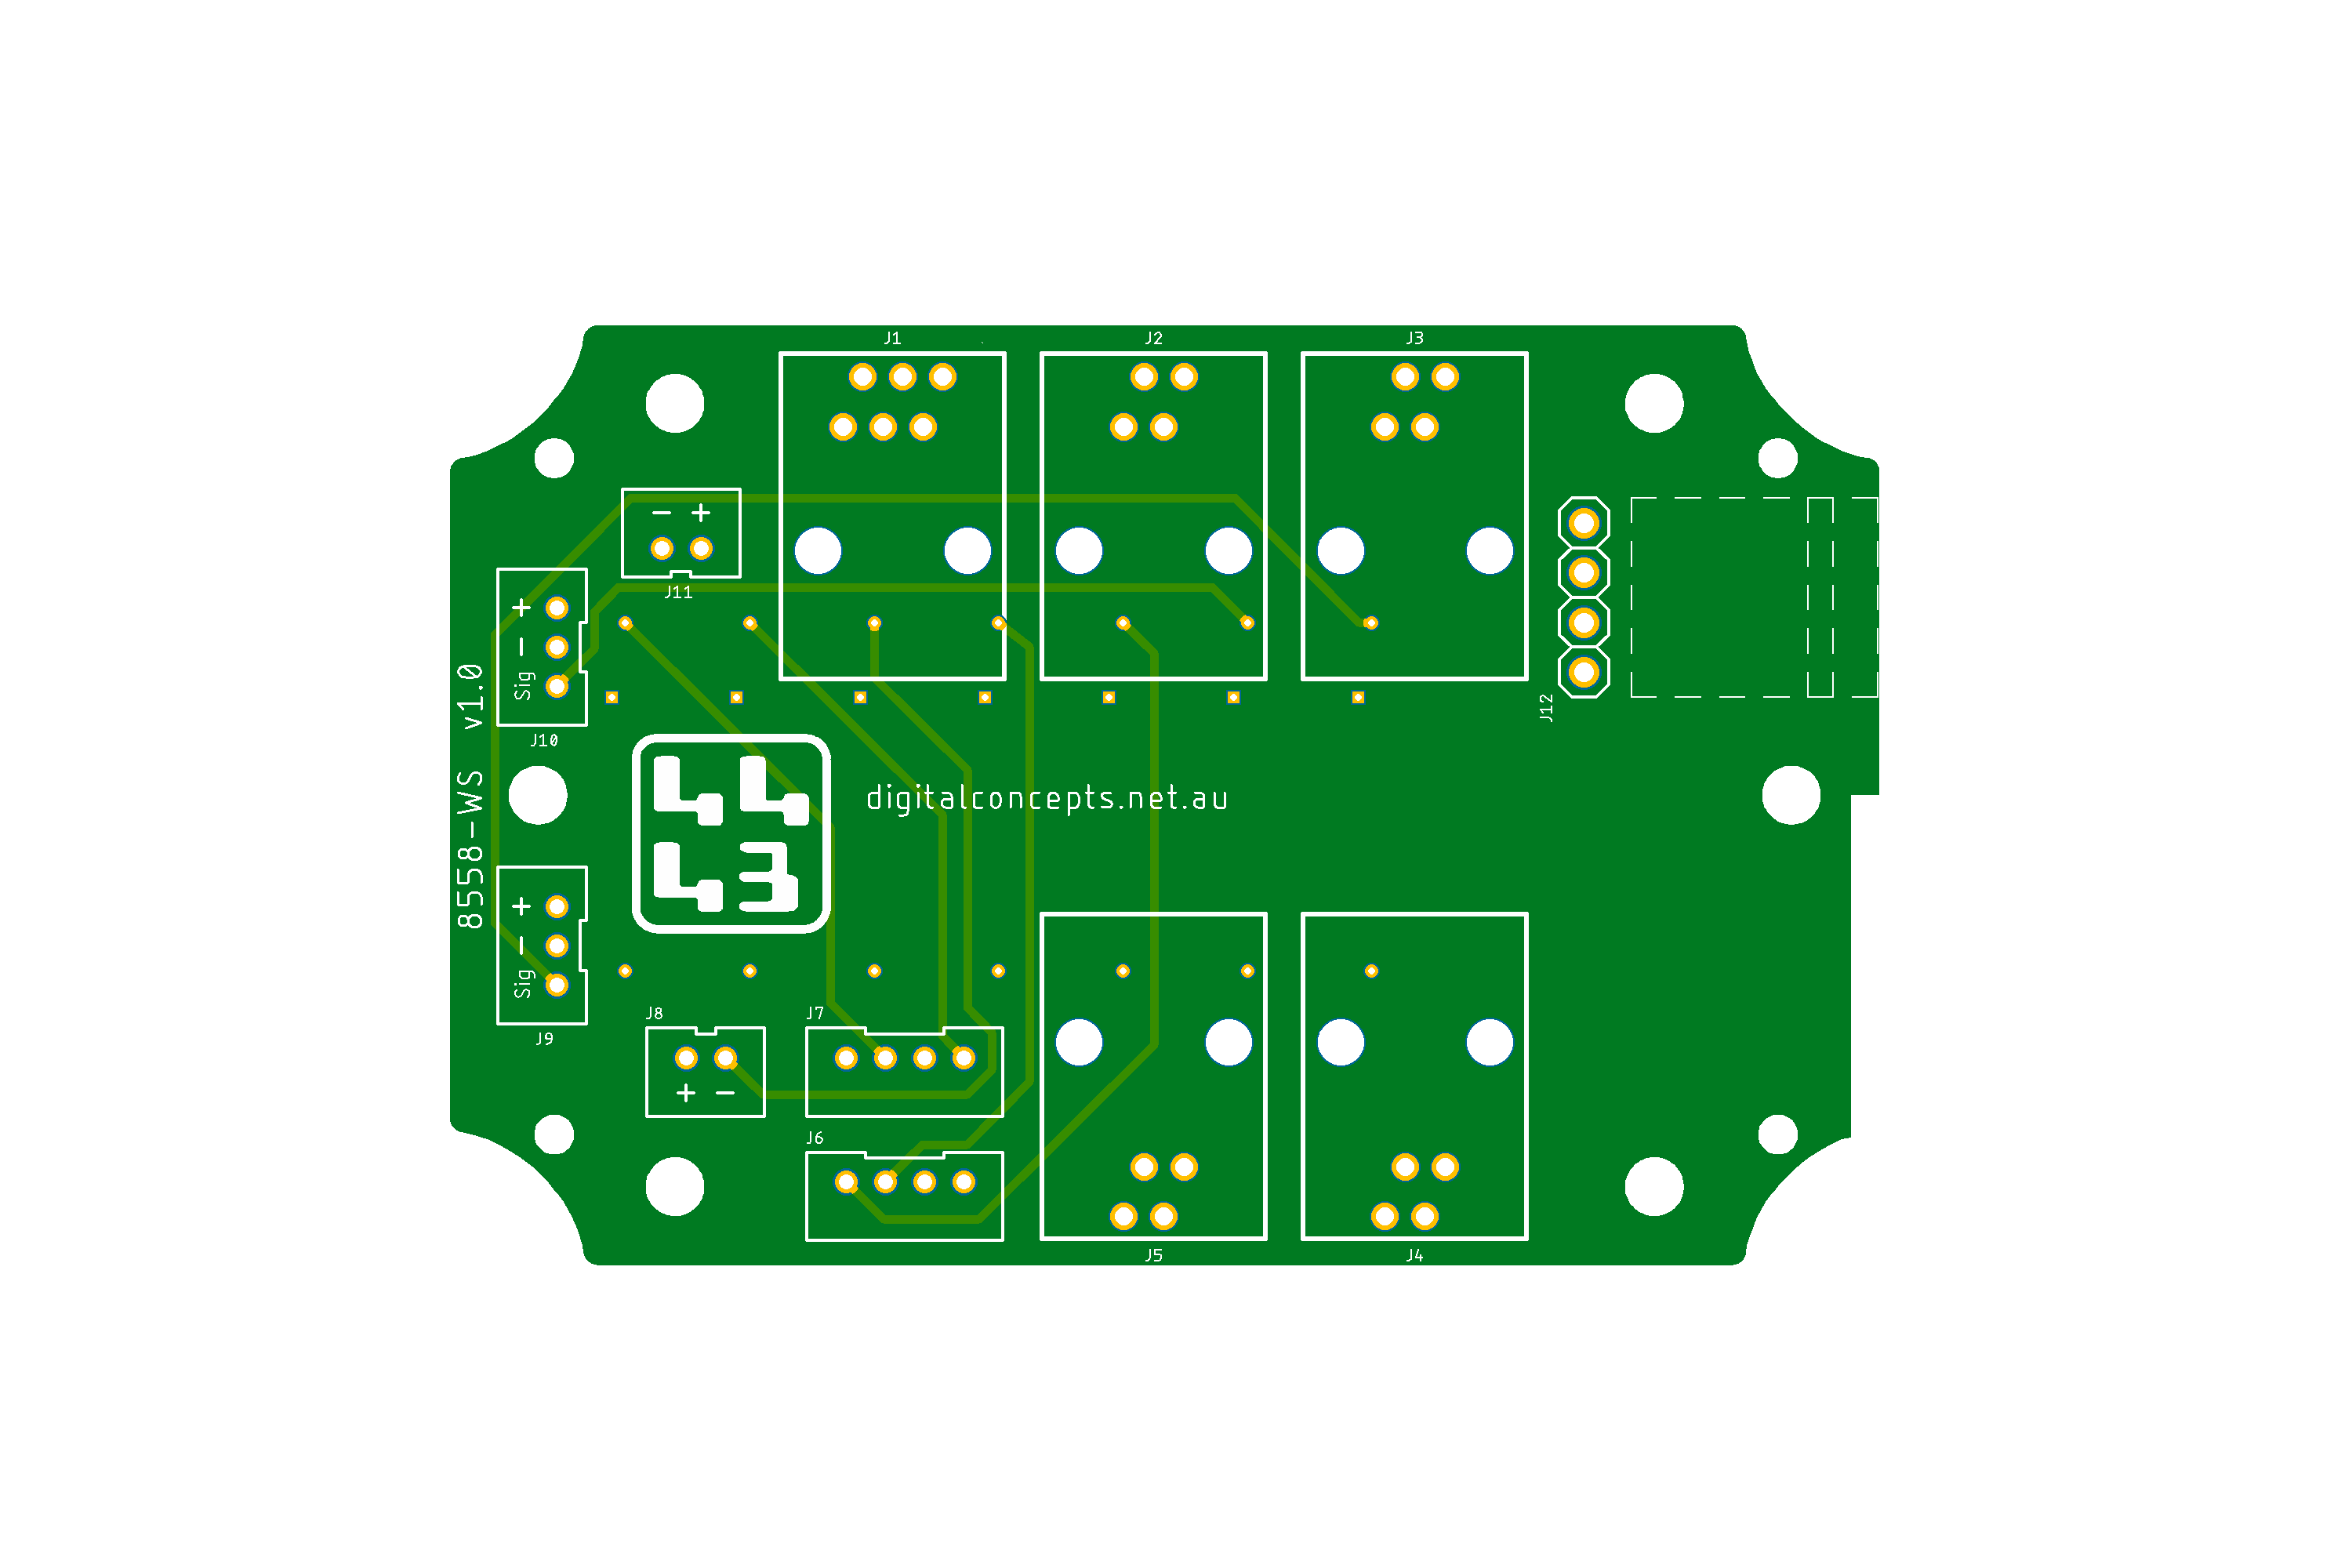 J1
J2
J3
- +
J11
+
-
Sig
J10
J12
8558-WS v1.0
digitalconcepts.net.au
+
-
Sig
J9
J8
J7
+ -
J6
J5
J4